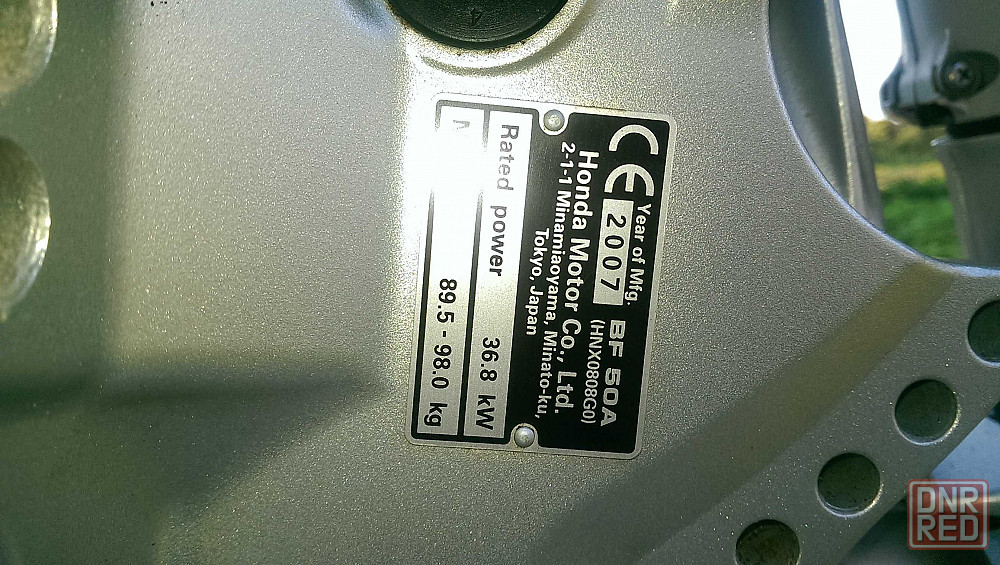 4
CE Year of Mfg. BF 50A
2007 (HNX0808G0)
Honda Motor Co., Ltd.
2-1-1 Minamiaoyama, Minato-ku,
Tokyo, Japan
Rated power 36.8 kW
89.5 - 98.0 kg
DNR
RED